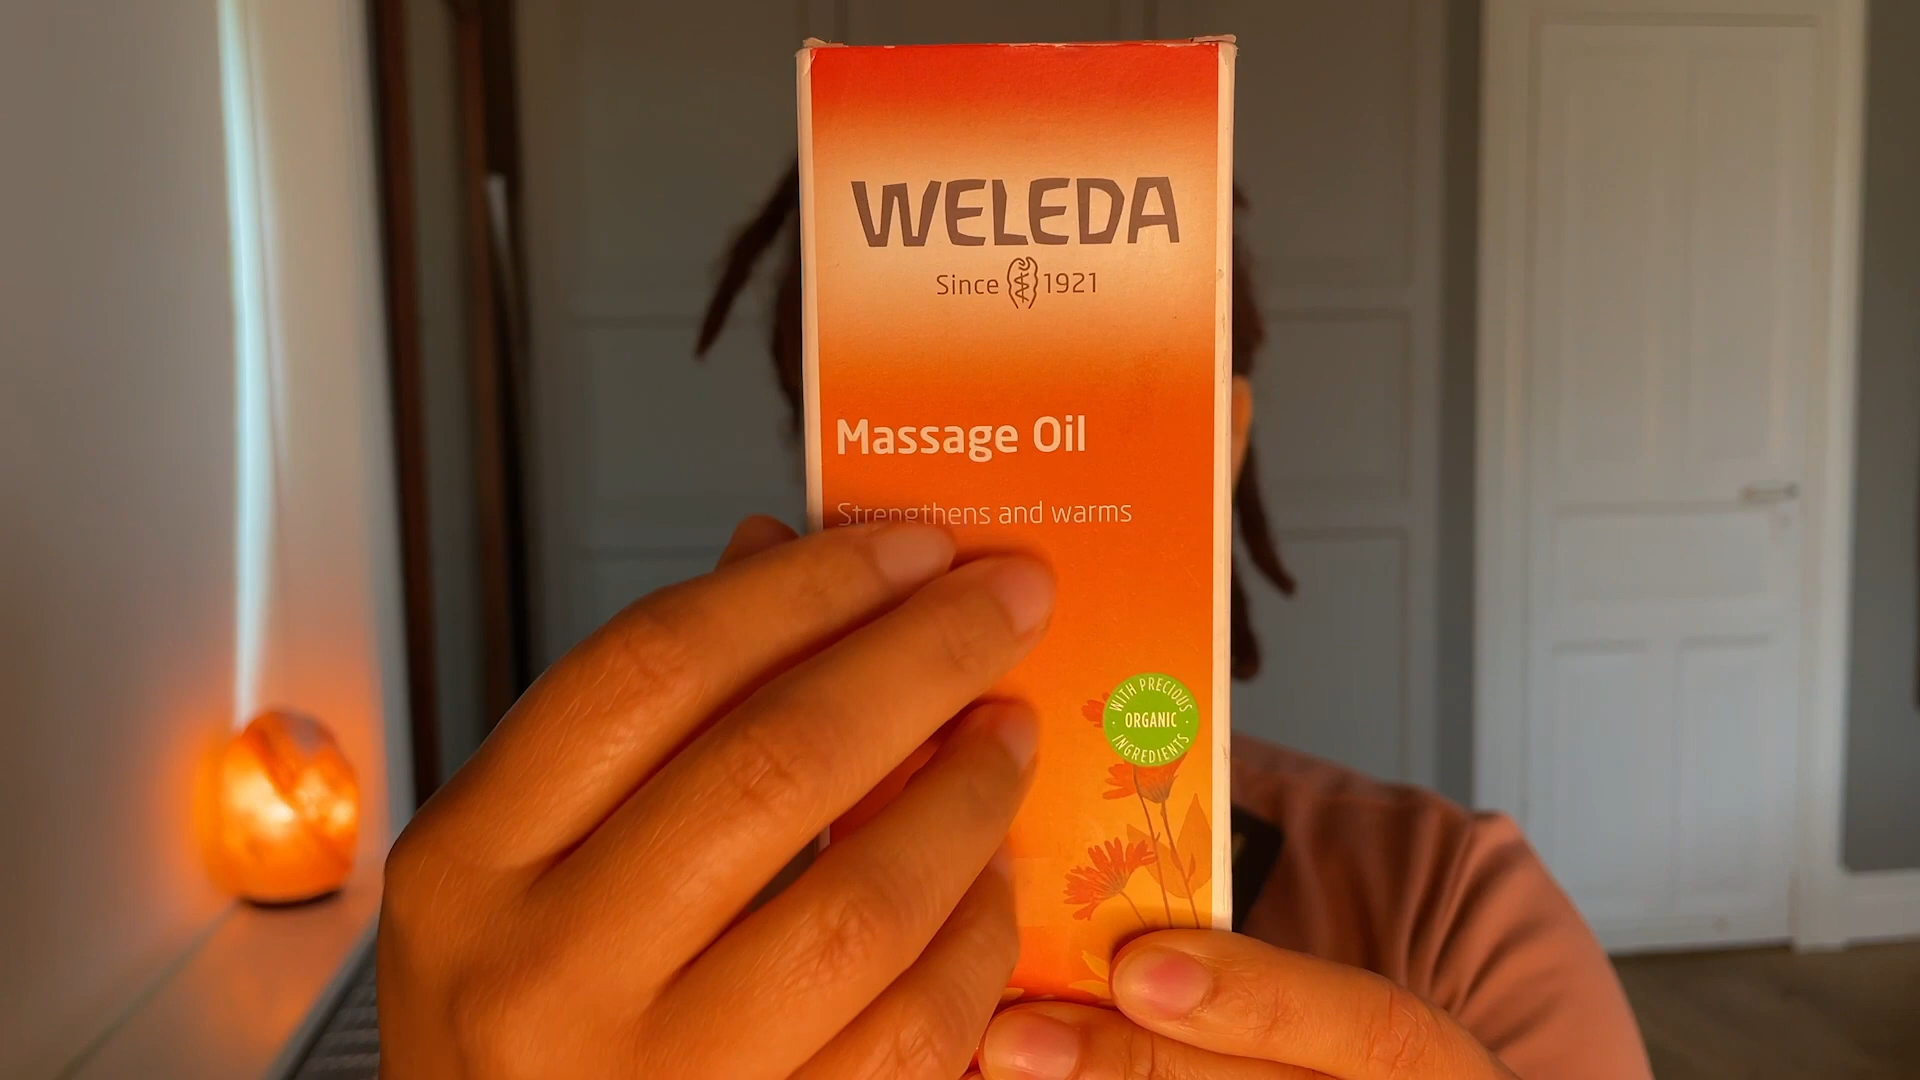 WELEDA
Since 1921
Massage Oil
Strengthens and warms
WITH PRECIOUS
ORGANIC
INGREDIENTS